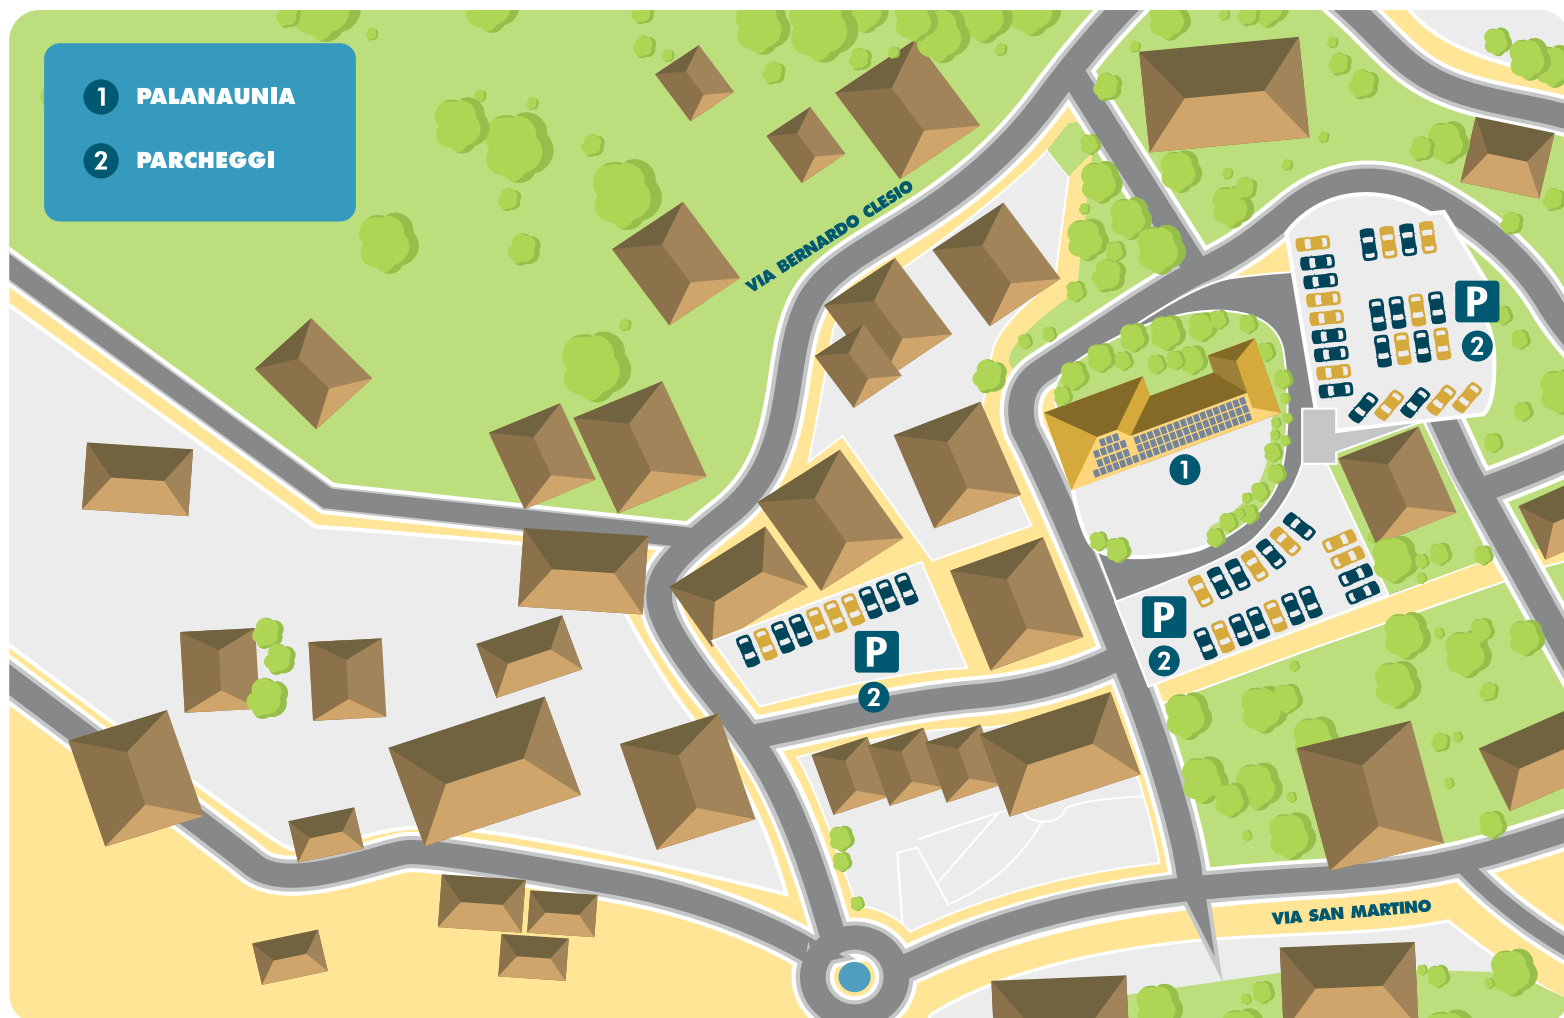 1 PALANAUNIA
2 PARCHEGGI
VIA BERNARDO CLESIO
P
2
1
P
2
P
2
VIA SAN MARTINO